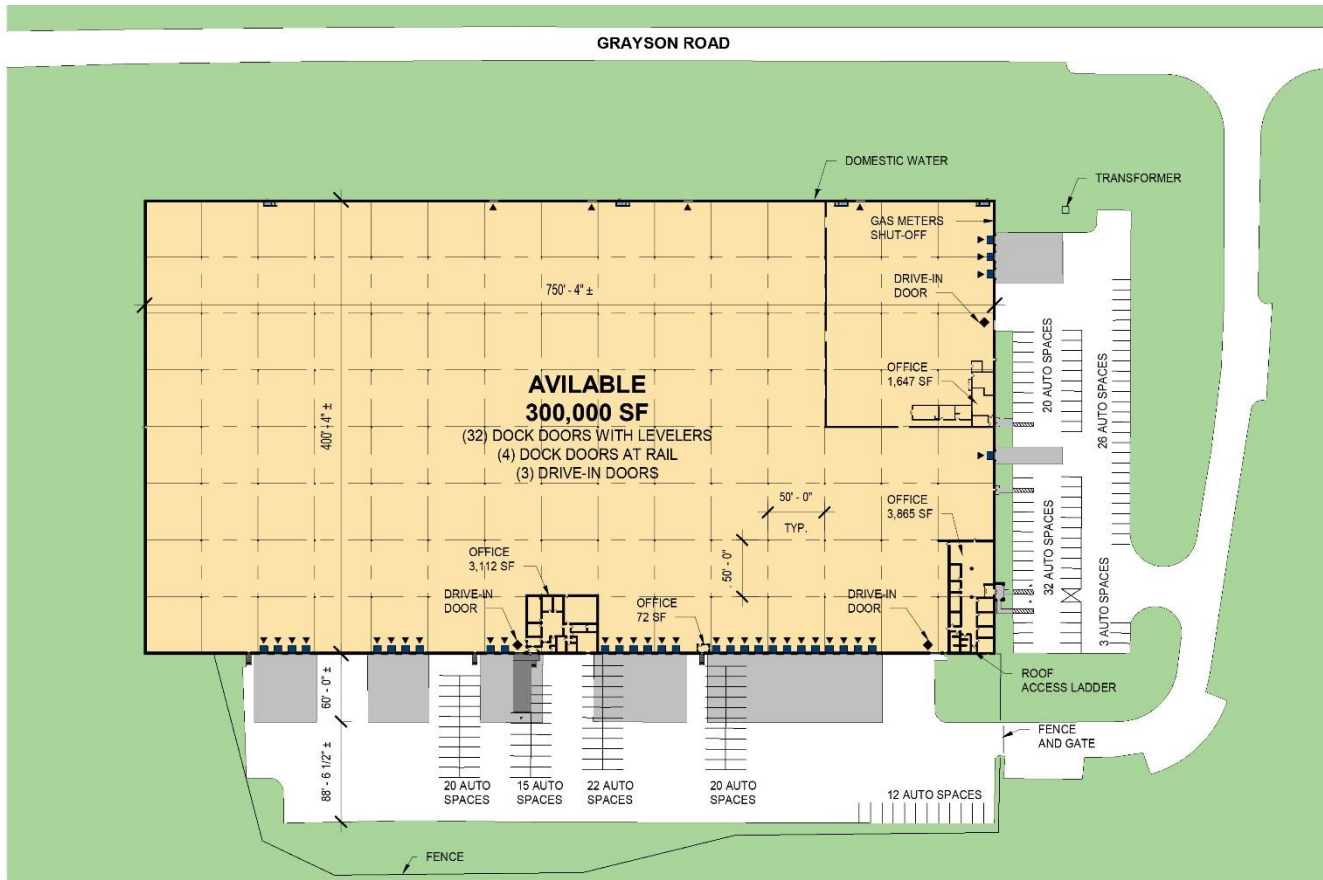 GRAYSON ROAD
DOMESTIC WATER
TRANSFORMER
GAS METERS
SHUT-OFF
750' - 4" ±
DRIVE-IN
DOOR
400' - 4" ±
AVILABLE
300,000 SF
(32) DOCK DOORS WITH LEVELERS
(4) DOCK DOORS AT RAIL
(3) DRIVE-IN DOORS
OFFICE
1,647 SF
20 AUTO SPACES
26 AUTO SPACES
50' - 0"
TYP.
50' - 0"
OFFICE
3,865 SF
32 AUTO SPACES
3 AUTO SPACES
OFFICE
3,112 SF
DRIVE-IN
DOOR
OFFICE
72 SF
DRIVE-IN
DOOR
ROOF
ACCESS LADDER
60' - 0" ±
88' - 6 1/2" ±
FENCE
AND GATE
20 AUTO
SPACES
15 AUTO
SPACES
22 AUTO
SPACES
20 AUTO
SPACES
12 AUTO SPACES
FENCE